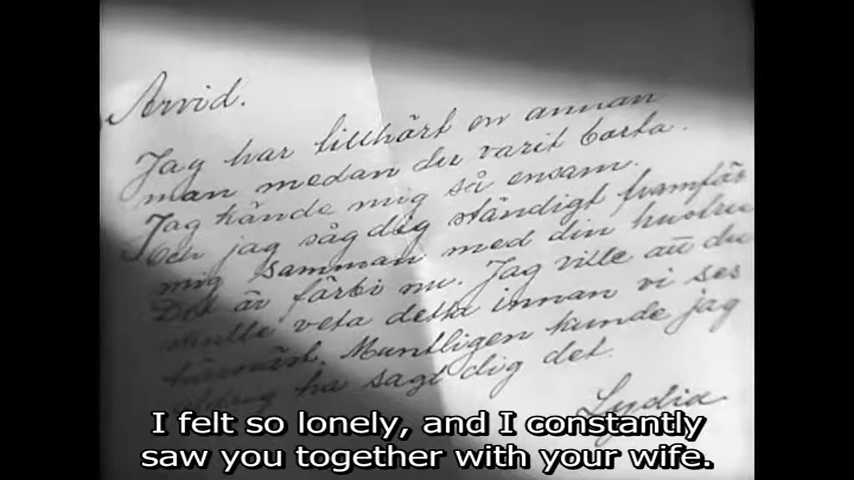 Arvid.
Jag har tillhört en annan
man medan du varit borta.
Jag kände mig så ensam.
Och jag såg dig ständigt framför
mig samman med din hustru
Det är förbi nu. Jag ville att du
skulle veta detta innan vi ses
härnäst. Muntligen kunde jag
aldrig ha sagt dig det.
Lydia
I felt so lonely, and I constantly
saw you together with your wife.